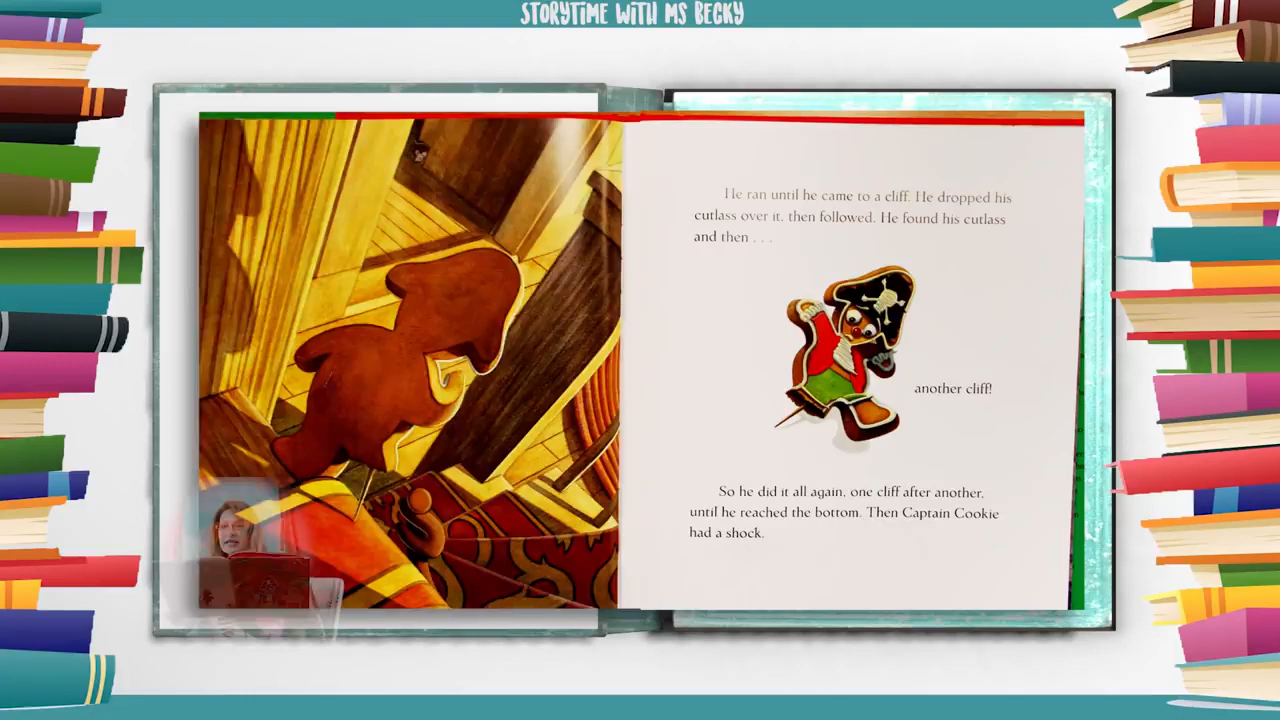 STORYTIME WITH MS BECKY
He ran until he came to a cliff. He dropped his
cutlass over it, then followed. He found his cutlass
and then . . .
another cliff!
So he did it all again, one cliff after another,
until he reached the bottom. Then Captain Cookie
had a shock.